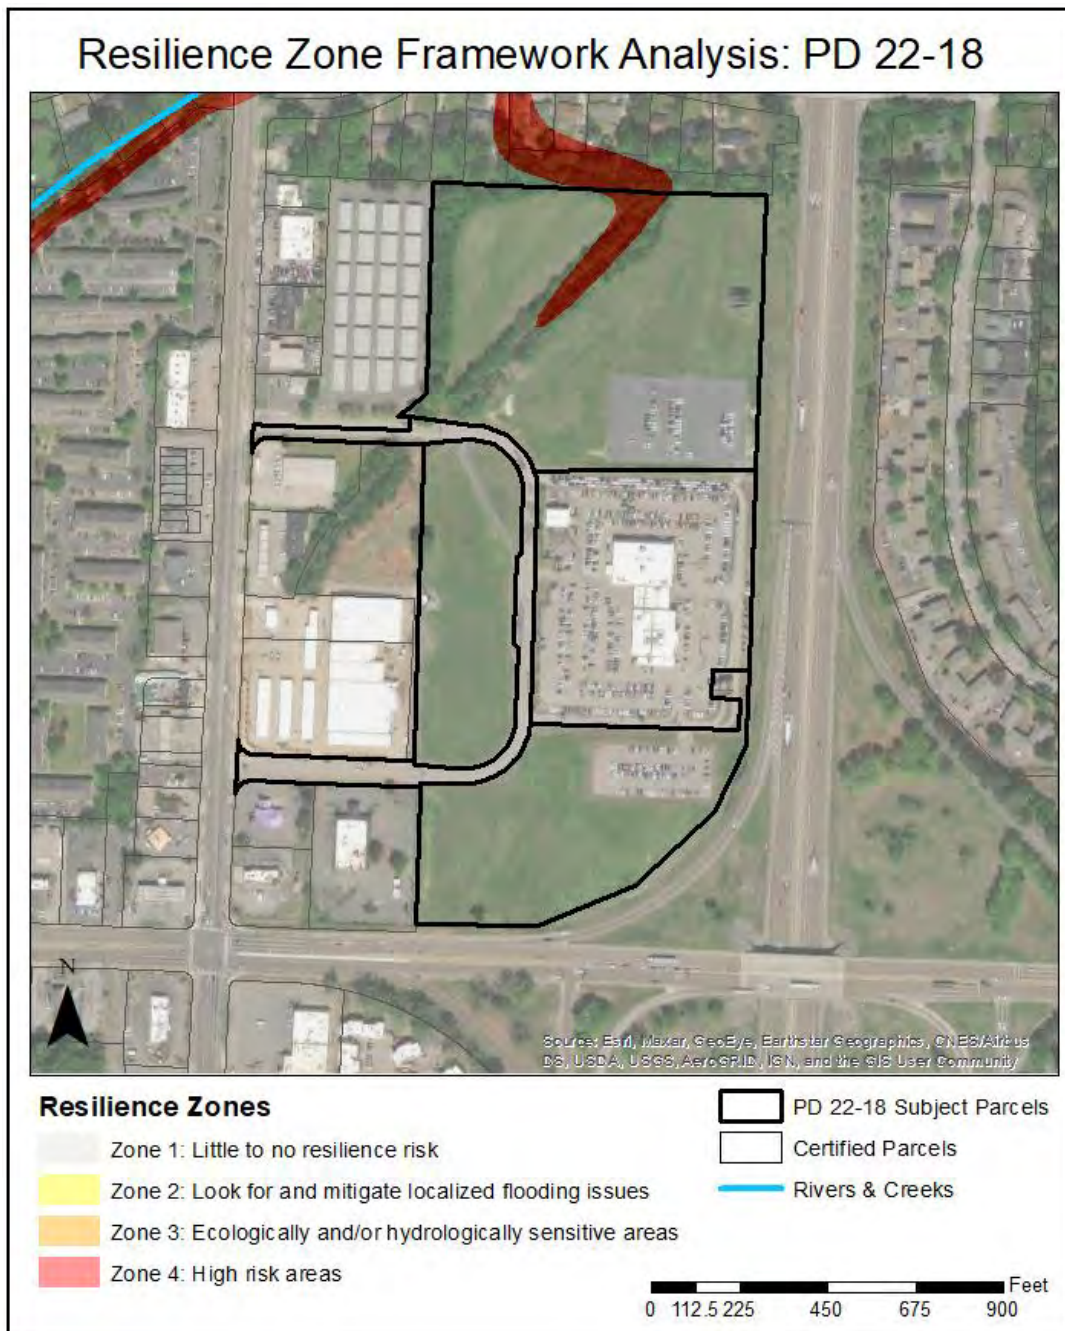 Resilience Zone Framework Analysis: PD 22-18
N
Source: Esri, Maxar, GeoEye, Earthstar Geographics, CNES/Airbus
DS, USDA, USGS, AeroGRID, IGN, and the GIS User Community
Resilience Zones
Zone 1: Little to no resilience risk
Zone 2: Look for and mitigate localized flooding issues
Zone 3: Ecologically and/or hydrologically sensitive areas
Zone 4: High risk areas
PD 22-18 Subject Parcels
Certified Parcels
Rivers & Creeks
Feet
0 112.5 225 450 675 900